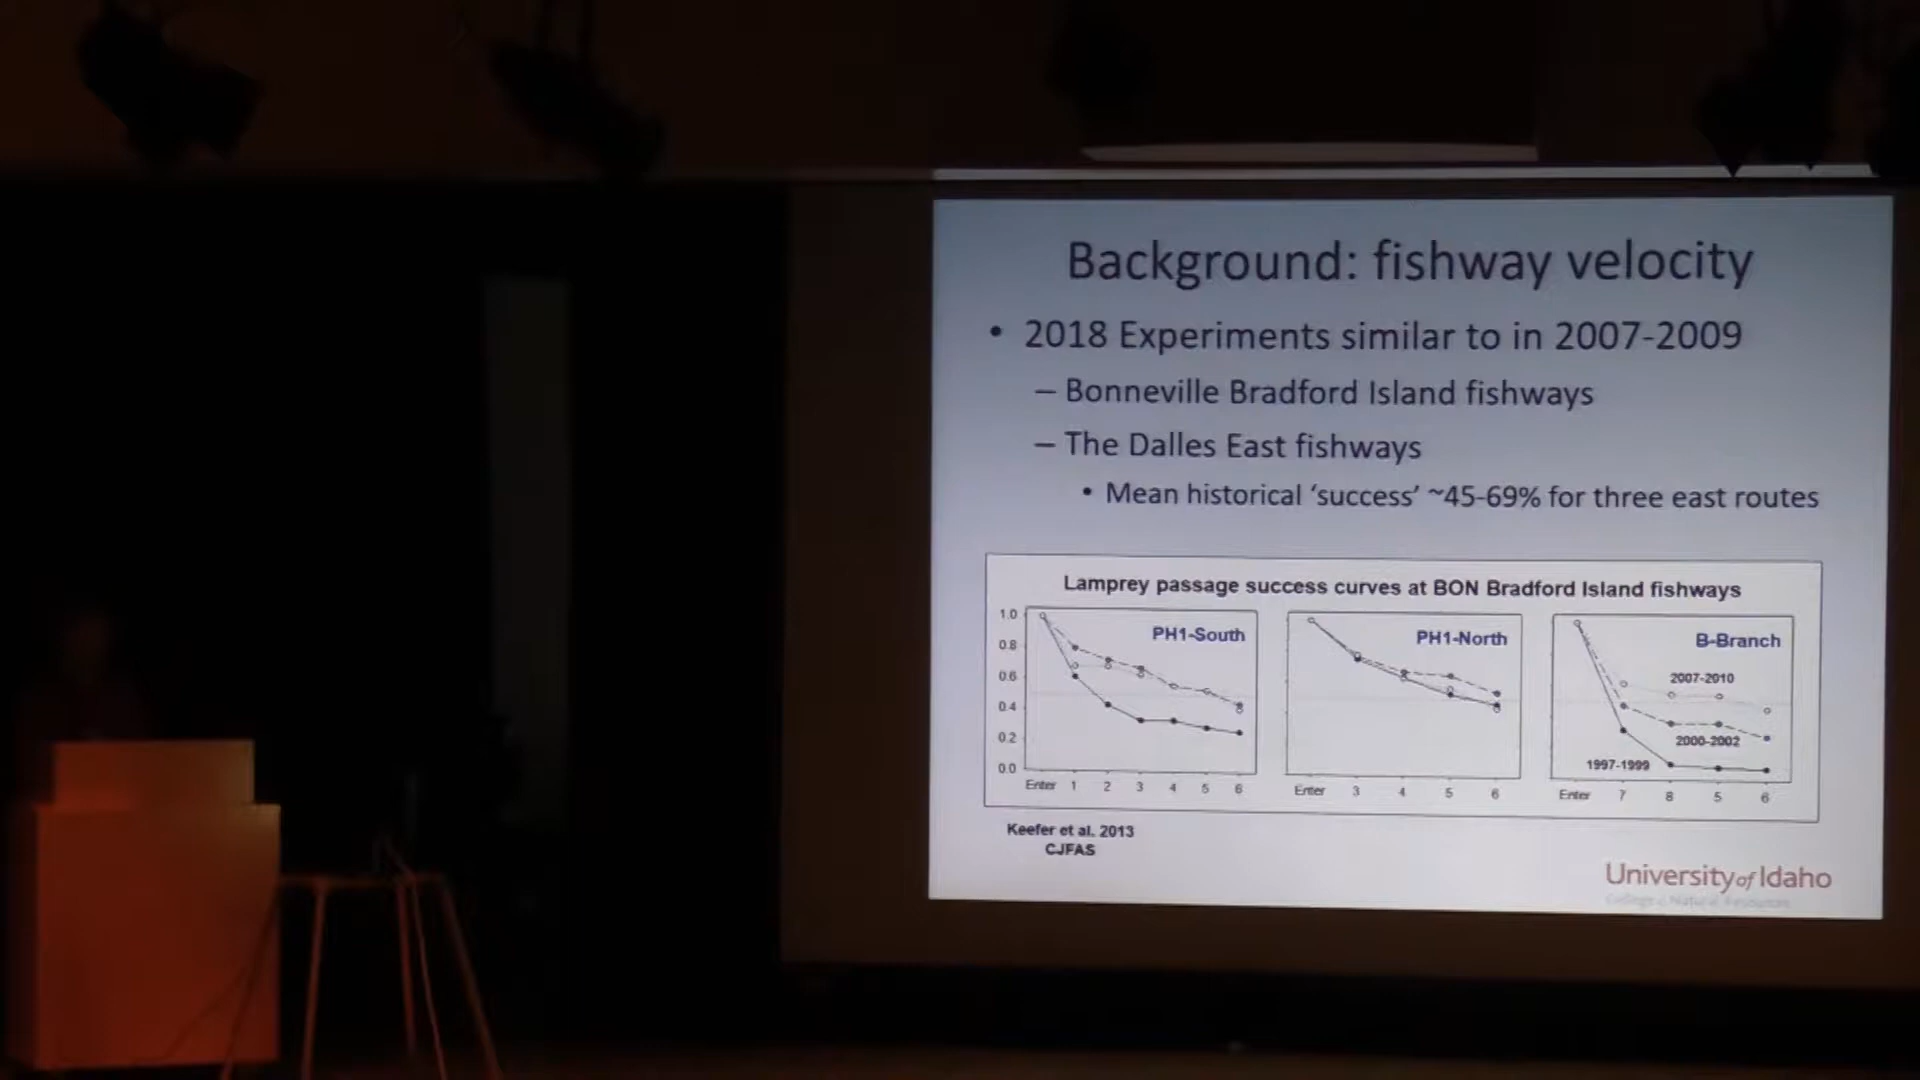 Background: fishway velocity
• 2018 Experiments similar to in 2007-2009
– Bonneville Bradford Island fishways
– The Dalles East fishways
• Mean historical ‘success’ ~45-69% for three east routes
Lamprey passage success curves at BON Bradford Island fishways
1.0
0.8
0.6
0.4
0.2
0.0
PH1-South
Enter 1 2 3 4 5 6
PH1-North
Enter 3 4 5 6
B-Branch
2007-2010
2000-2002
1997-1999
Enter 7 8 5 6
Keefer et al. 2013
CJFAS
University of Idaho
College of Natural Resources